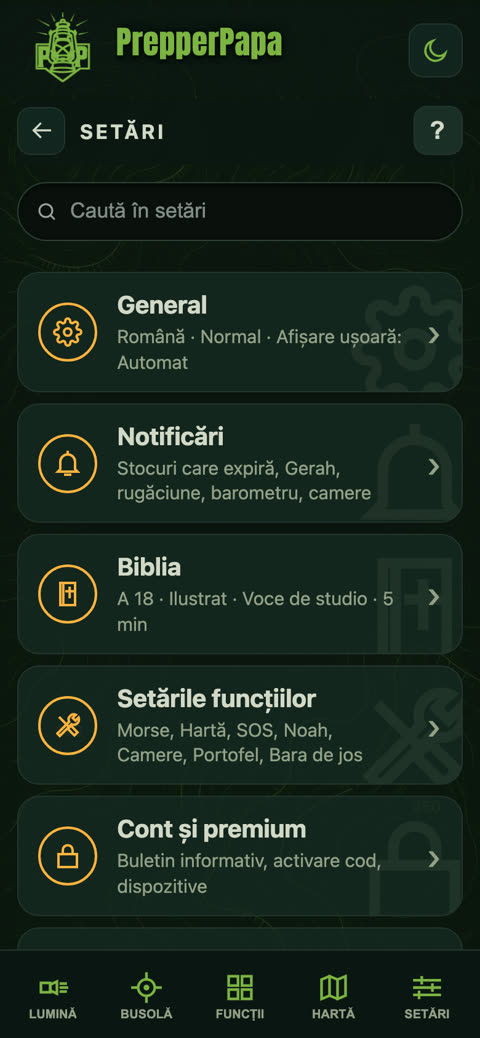 PP
PrepperPapa
SETĂRI
?
Caută în setări
General
Română · Normal · Afișare ușoară:
Automat
Notificări
Stocuri care expiră, Gerah,
rugăciune, barometru, camere
Biblia
A 18 · Ilustrat · Voce de studio · 5
min
Setările funcțiilor
Morse, Hartă, SOS, Noah,
Camere, Portofel, Bara de jos
Cont și premium
Buletin informativ, activare cod,
dispozitive
LUMINĂ
BUSOLĂ
FUNCȚII
HARTĂ
SETĂRI